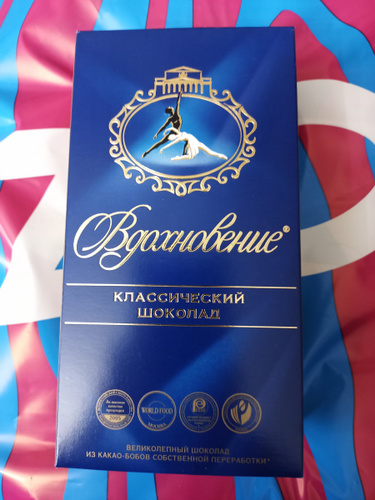 Вдохновение®
КЛАССИЧЕСКИЙ
ШОКОЛАД
WORLD FOOD
ВЕЛИКОЛЕПНЫЙ ШОКОЛАД
ИЗ КАКАО-БОБОВ СОБСТВЕННОЙ ПЕРЕРАБОТКИ*